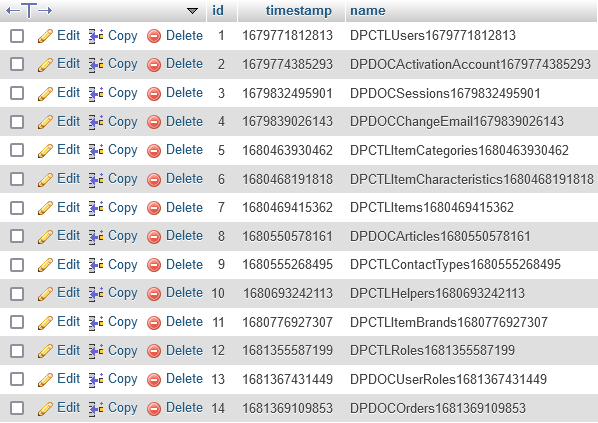 id timestamp name
Edit Copy Delete 1 1679771812813 DPCTLUsers1679771812813
Edit Copy Delete 2 1679774385293 DPDOCActivationAccount1679774385293
Edit Copy Delete 3 1679832495901 DPDOCSessions1679832495901
Edit Copy Delete 4 1679839026143 DPDOCChangeEmail1679839026143
Edit Copy Delete 5 1680463930462 DPCTLItemCategories1680463930462
Edit Copy Delete 6 1680468191818 DPCTLItemCharacteristics1680468191818
Edit Copy Delete 7 1680469415362 DPCTLItems1680469415362
Edit Copy Delete 8 1680550578161 DPDOCArticles1680550578161
Edit Copy Delete 9 1680555268495 DPCTLContactTypes1680555268495
Edit Copy Delete 10 1680693242113 DPCTLHelpers1680693242113
Edit Copy Delete 11 1680776927307 DPCTLItemBrands1680776927307
Edit Copy Delete 12 1681355587199 DPCTLRoles1681355587199
Edit Copy Delete 13 1681367431449 DPDOCUserRoles1681367431449
Edit Copy Delete 14 1681369109853 DPDOCOrders1681369109853